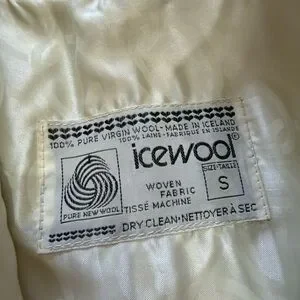 100% PURE VIRGIN WOOL-MADE IN ICELAND
100% LAINE-FABRIQUE EN ISLANDE
icewool®
WOVEN
FABRIC
TISSÉ MACHINE
SIZE-TAILLE
S
PURE NEW WOOL
DRY CLEAN•NETTOYER À SEC